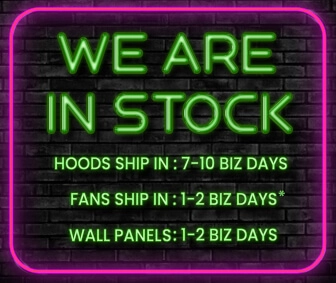 WE ARE
IN STOCK
HOODS SHIP IN : 7-10 BIZ DAYS
FANS SHIP IN : 1-2 BIZ DAYS*
WALL PANELS: 1-2 BIZ DAYS